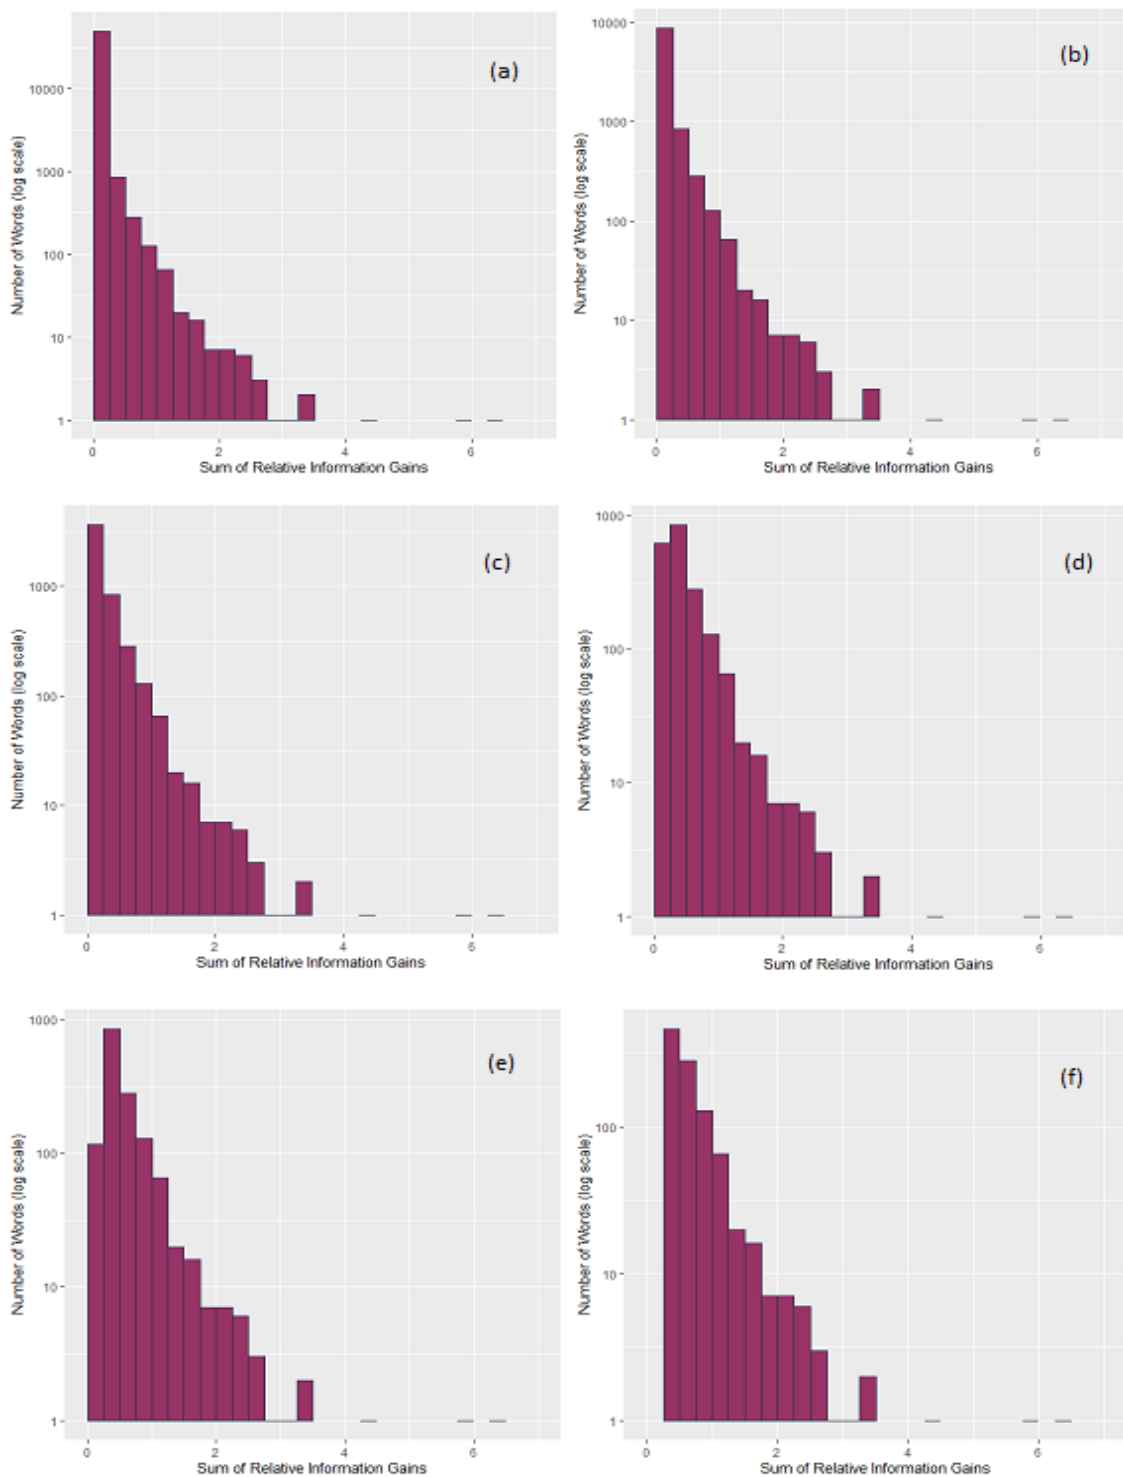 (a)
Number of Words (log scale)
10000
1000
100
10
1
0 2 4 6
Sum of Relative Information Gains
(b)
Number of Words (log scale)
10000
1000
100
10
1
0 2 4 6
Sum of Relative Information Gains
(c)
Number of Words (log scale)
1000
100
10
1
0 2 4 6
Sum of Relative Information Gains
(d)
Number of Words (log scale)
1000
100
10
1
0 2 4 6
Sum of Relative Information Gains
(e)
Number of Words (log scale)
1000
100
10
1
0 2 4 6
Sum of Relative Information Gains
(f)
Number of Words (log scale)
100
10
1
0 2 4 6
Sum of Relative Information Gains